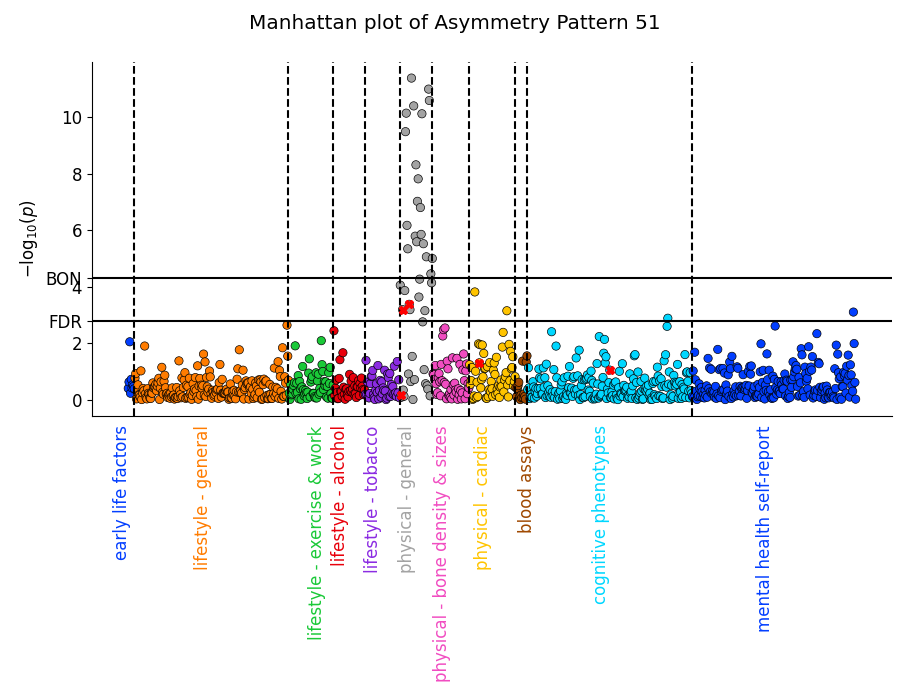 Manhattan plot of Asymmetry Pattern 51
−log10(p)
10
8
6
BON
4
FDR
2
0
early life factors
lifestyle - general
lifestyle - exercise & work
lifestyle - alcohol
lifestyle - tobacco
physical - general
physical - bone density & sizes
physical - cardiac
blood assays
cognitive phenotypes
mental health self-report